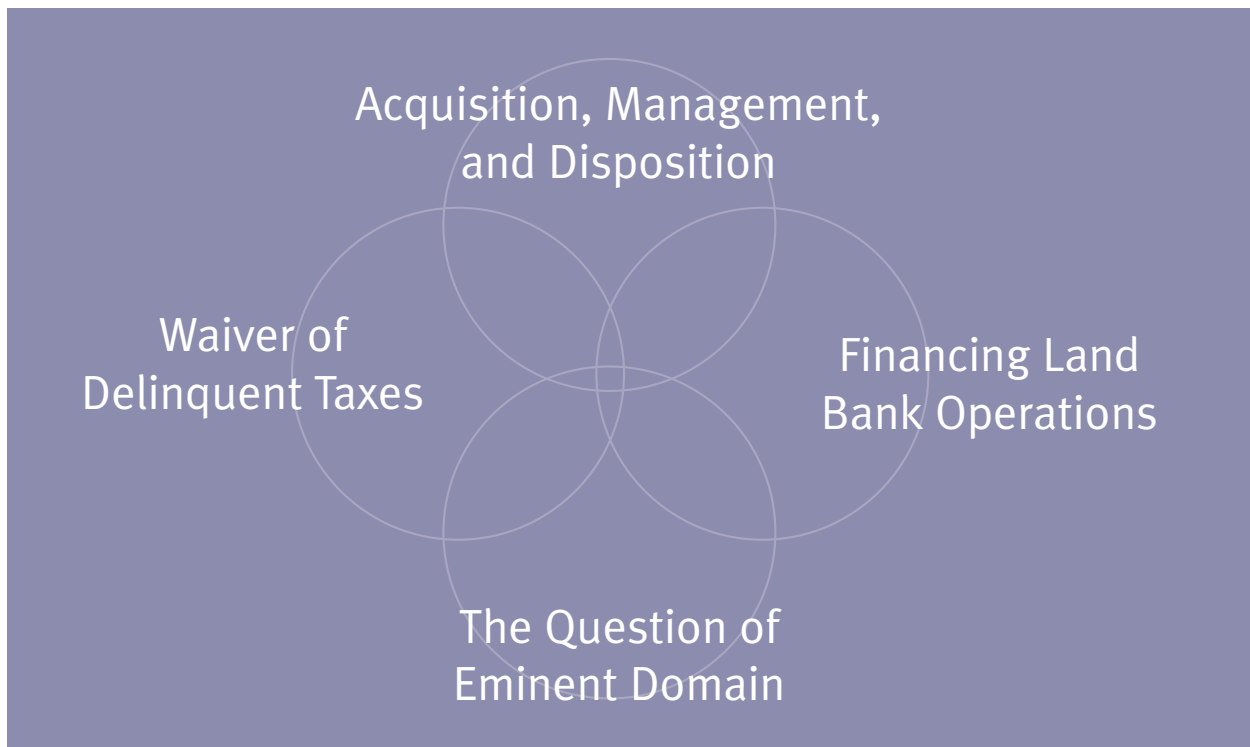 Acquisition, Management,
and Disposition
Waiver of
Delinquent Taxes
Financing Land
Bank Operations
The Question of
Eminent Domain